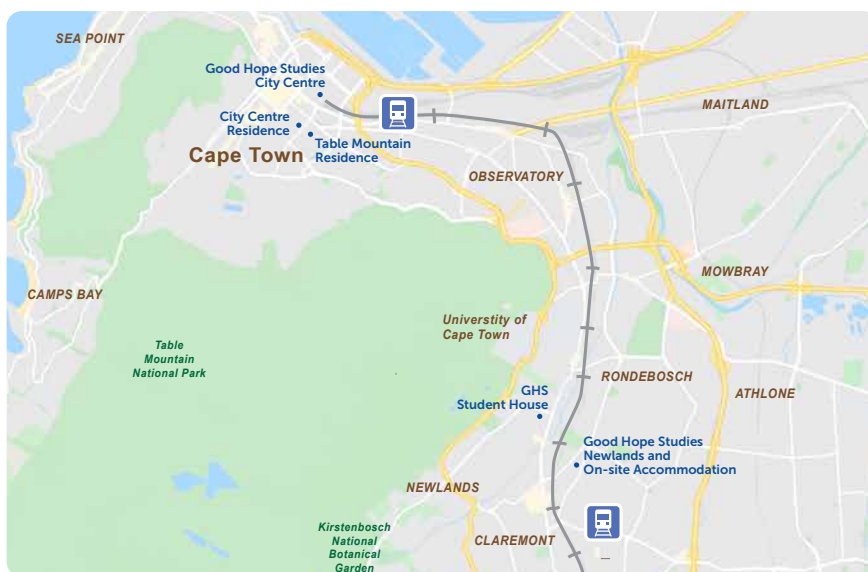 SEA POINT
Good Hope Studies
City Centre
MAITLAND
City Centre
Residence
Table Mountain
Residence
Cape Town
OBSERVATORY
MOWBRAY
CAMPS BAY
Universtity of
Cape Town
Table
Mountain
National Park
RONDEBOSCH
ATHLONE
GHS
Student House
Good Hope Studies
Newlands and
On-site Accommodation
NEWLANDS
Kirstenbosch
National
Botanical
Garden
CLAREMONT